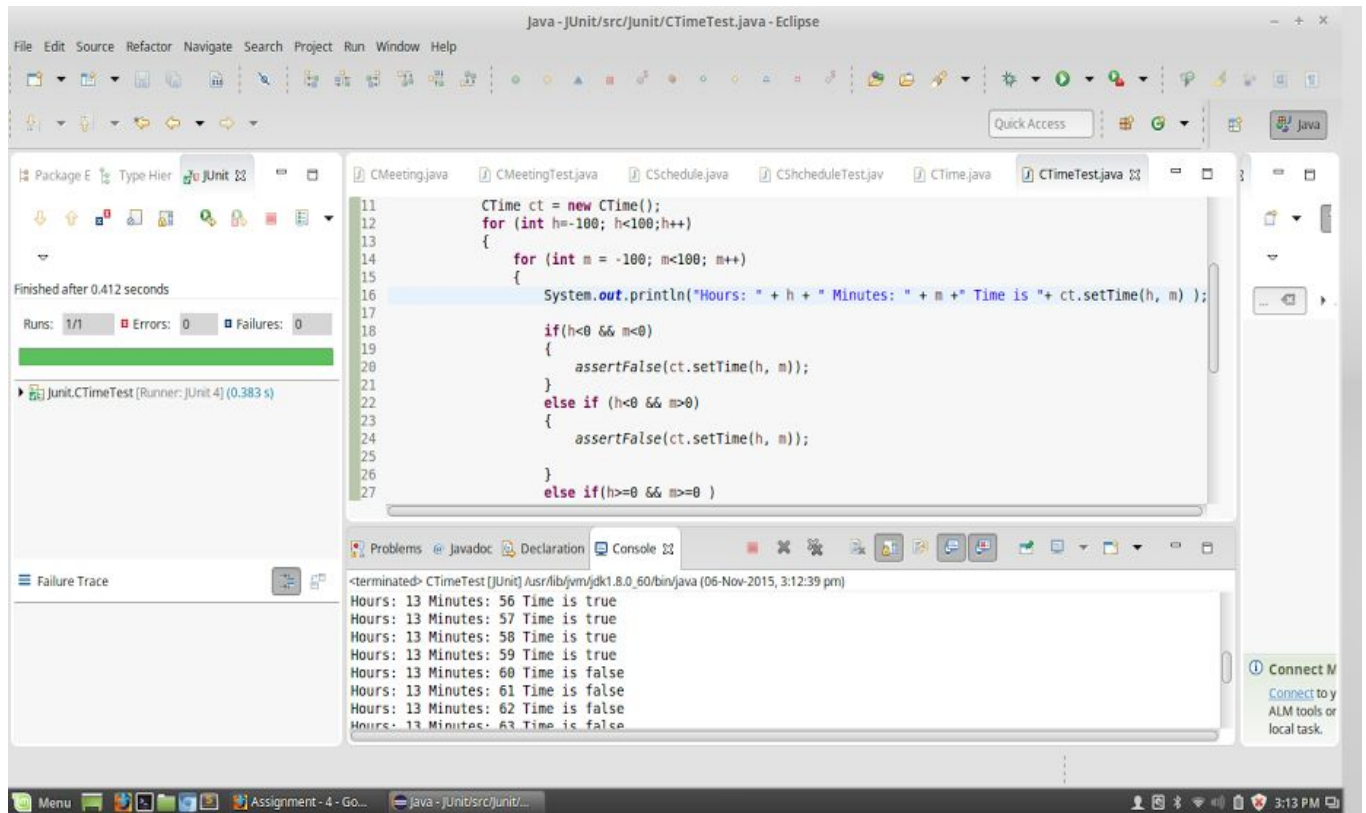 Java - JUnit/src/Junit/CTimeTest.java - Eclipse
File Edit Source Refactor Navigate Search Project Run Window Help
Quick Access
Java
Package E Type Hier JUnit
Finished after 0.412 seconds
Runs: 1/1 Errors: 0 Failures: 0
Junit.CTimeTest [Runner: JUnit 4] (0.383 s)
Failure Trace
CMeeting.java CMeetingTest.java CSchedule.java CShcheduleTest.jav CTime.java CTimeTest.java
11 CTime ct = new CTime();
12 for (int h=-100; h<100;h++)
13 {
14 for (int m = -100; m<100; m++)
15 {
16 System.out.println("Hours: " + h + " Minutes: " + m +" Time is "+ ct.setTime(h, m) );
17
18 if(h<0 && m<0)
19 {
20 assertFalse(ct.setTime(h, m));
21 }
22 else if (h<0 && m>0)
23 {
24 assertFalse(ct.setTime(h, m));
25
26 }
27 else if(h>=0 && m>=0 )
Problems Javadoc Declaration Console
<terminated> CTimeTest [JUnit] /usr/lib/jvm/jdk1.8.0_60/bin/java (06-Nov-2015, 3:12:39 pm)
Hours: 13 Minutes: 56 Time is true
Hours: 13 Minutes: 57 Time is true
Hours: 13 Minutes: 58 Time is true
Hours: 13 Minutes: 59 Time is true
Hours: 13 Minutes: 60 Time is false
Hours: 13 Minutes: 61 Time is false
Hours: 13 Minutes: 62 Time is false
Hours: 13 Minutes: 63 Time is false
Connect M
Connect to y
ALM tools or
local task.
Menu Assignment - 4 - Go... Java - JUnit/src/Junit/... 3:13 PM